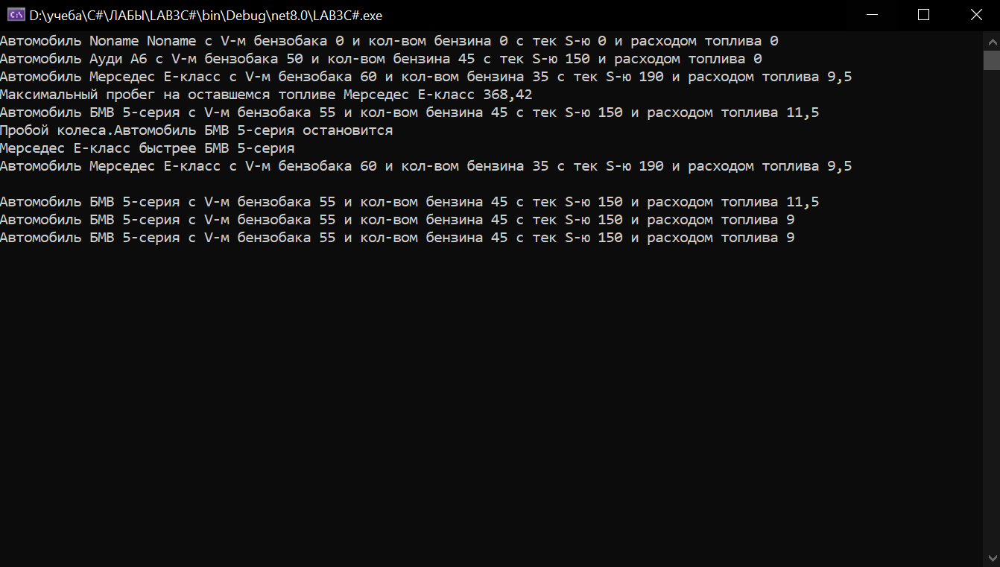 D:\учеба\C#\ЛАБЫ\LAB3C#\bin\Debug\net8.0\LAB3C#.exe
Автомобиль Noname Noname с V-м бензобака 0 и кол-вом бензина 0 с тек S-ю 0 и расходом топлива 0
Автомобиль Ауди А6 с V-м бензобака 50 и кол-вом бензина 45 с тек S-ю 150 и расходом топлива 0
Автомобиль Мерседес Е-класс с V-м бензобака 60 и кол-вом бензина 35 с тек S-ю 190 и расходом топлива 9,5
Максимальный пробег на оставшемся топливе Мерседес Е-класс 368,42
Автомобиль БМВ 5-серия с V-м бензобака 55 и кол-вом бензина 45 с тек S-ю 150 и расходом топлива 11,5
Пробой колеса.Автомобиль БМВ 5-серия остановится
Мерседес Е-класс быстрее БМВ 5-серия
Автомобиль Мерседес Е-класс с V-м бензобака 60 и кол-вом бензина 35 с тек S-ю 190 и расходом топлива 9,5
Автомобиль БМВ 5-серия с V-м бензобака 55 и кол-вом бензина 45 с тек S-ю 150 и расходом топлива 11,5
Автомобиль БМВ 5-серия с V-м бензобака 55 и кол-вом бензина 45 с тек S-ю 150 и расходом топлива 9
Автомобиль БМВ 5-серия с V-м бензобака 55 и кол-вом бензина 45 с тек S-ю 150 и расходом топлива 9